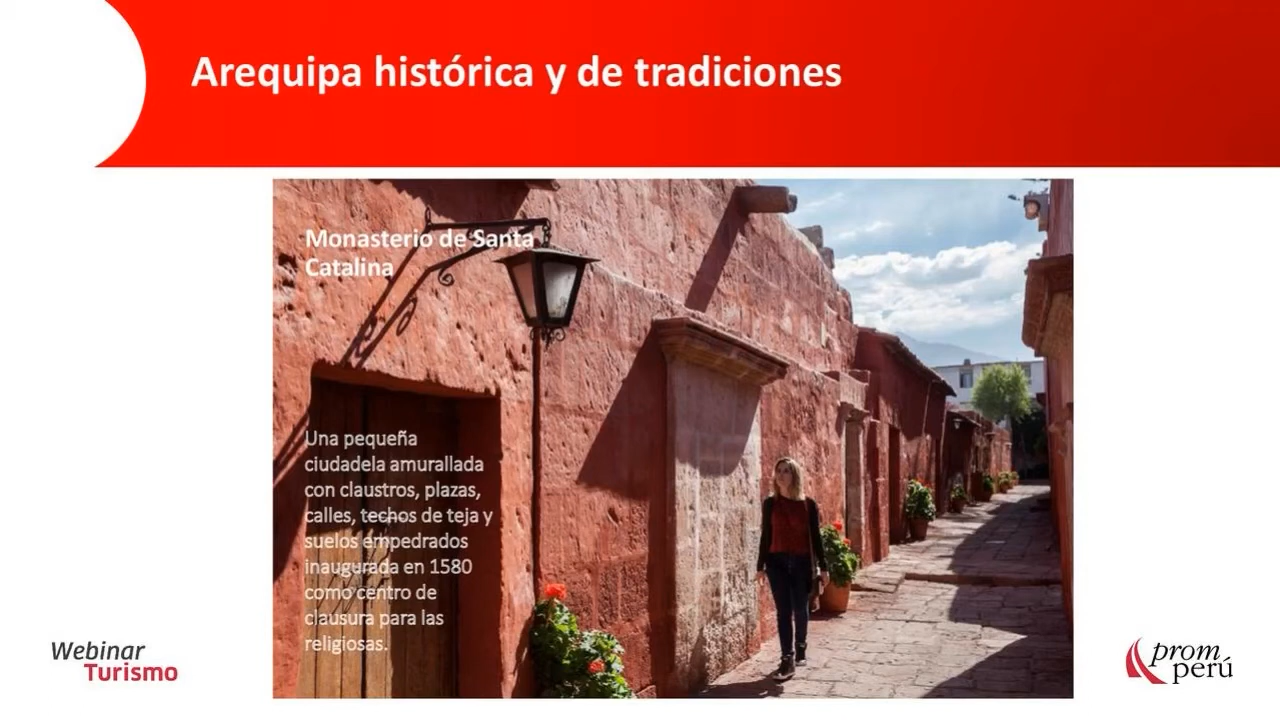 Arequipa histórica y de tradiciones
Monasterio de Santa
Catalina
Una pequeña
ciudadela amurallada
con claustros, plazas,
calles, techos de teja y
suelos empedrados
inaugurada en 1580
como centro de
clausura para las
religiosas.
Webinar
Turismo
prom
perú